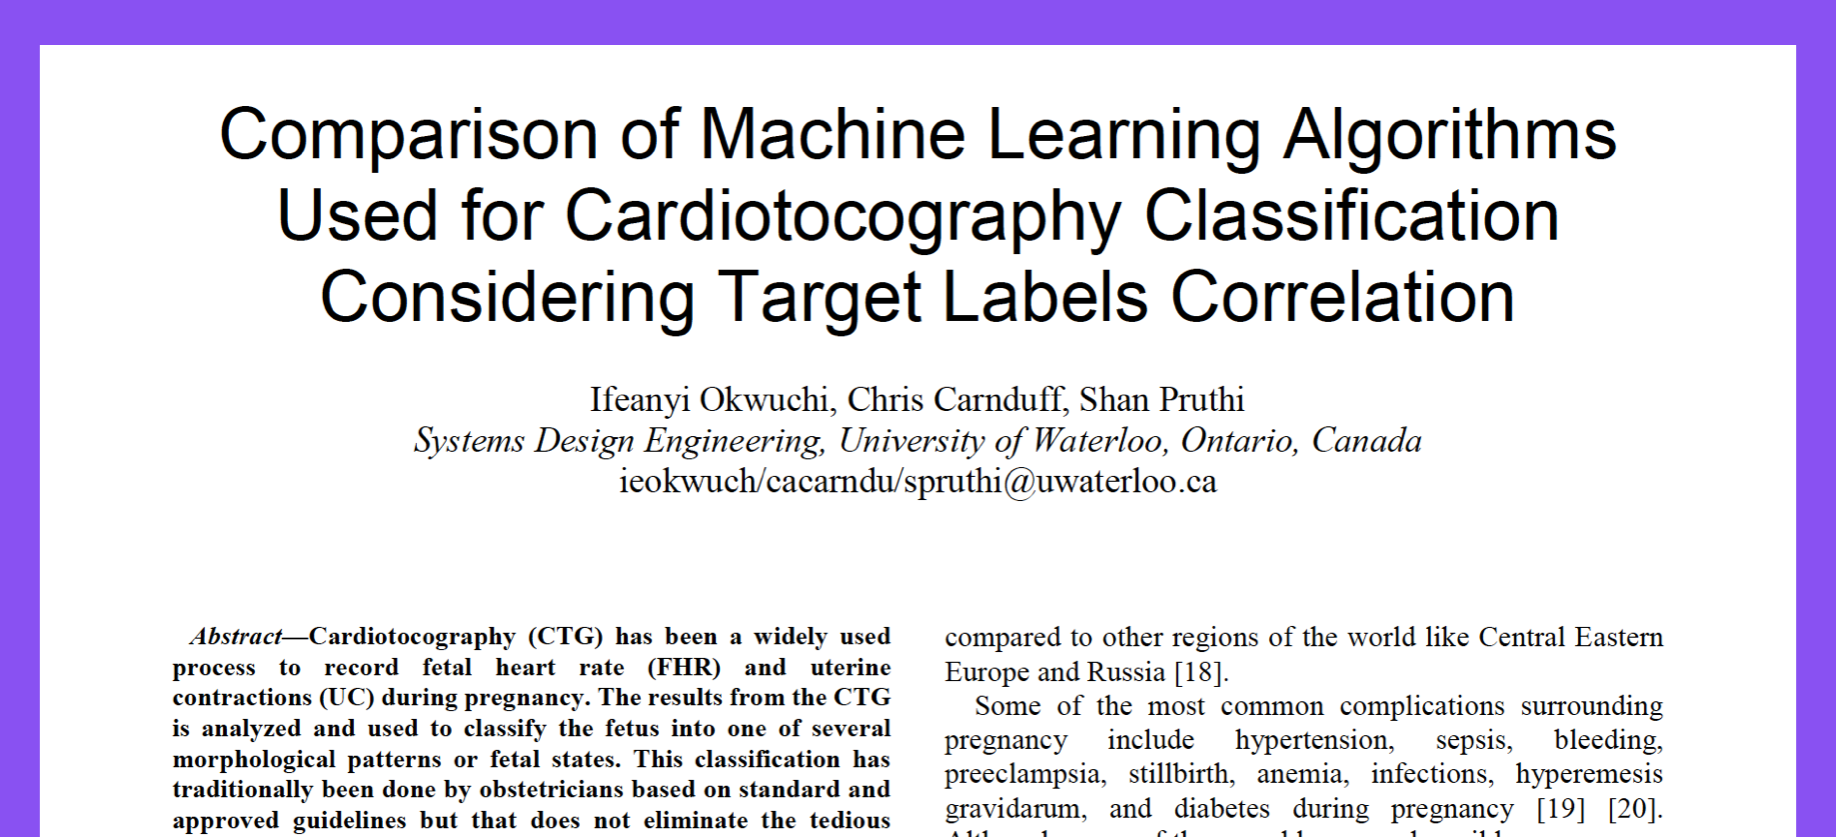 Comparison of Machine Learning Algorithms
Used for Cardiotocography Classification
Considering Target Labels Correlation
Ifeanyi Okwuchi, Chris Carnduff, Shan Pruthi
Systems Design Engineering, University of Waterloo, Ontario, Canada
ieokwuch/cacarndu/spruthi@uwaterloo.ca
Abstract—Cardiotocography (CTG) has been a widely used
process to record fetal heart rate (FHR) and uterine
contractions (UC) during pregnancy. The results from the CTG
is analyzed and used to classify the fetus into one of several
morphological patterns or fetal states. This classification has
traditionally been done by obstetricians based on standard and
approved guidelines but that does not eliminate the tedious
compared to other regions of the world like Central Eastern
Europe and Russia [18].
Some of the most common complications surrounding
pregnancy include hypertension, sepsis, bleeding,
preeclampsia, stillbirth, anemia, infections, hyperemesis
gravidarum, and diabetes during pregnancy [19] [20].